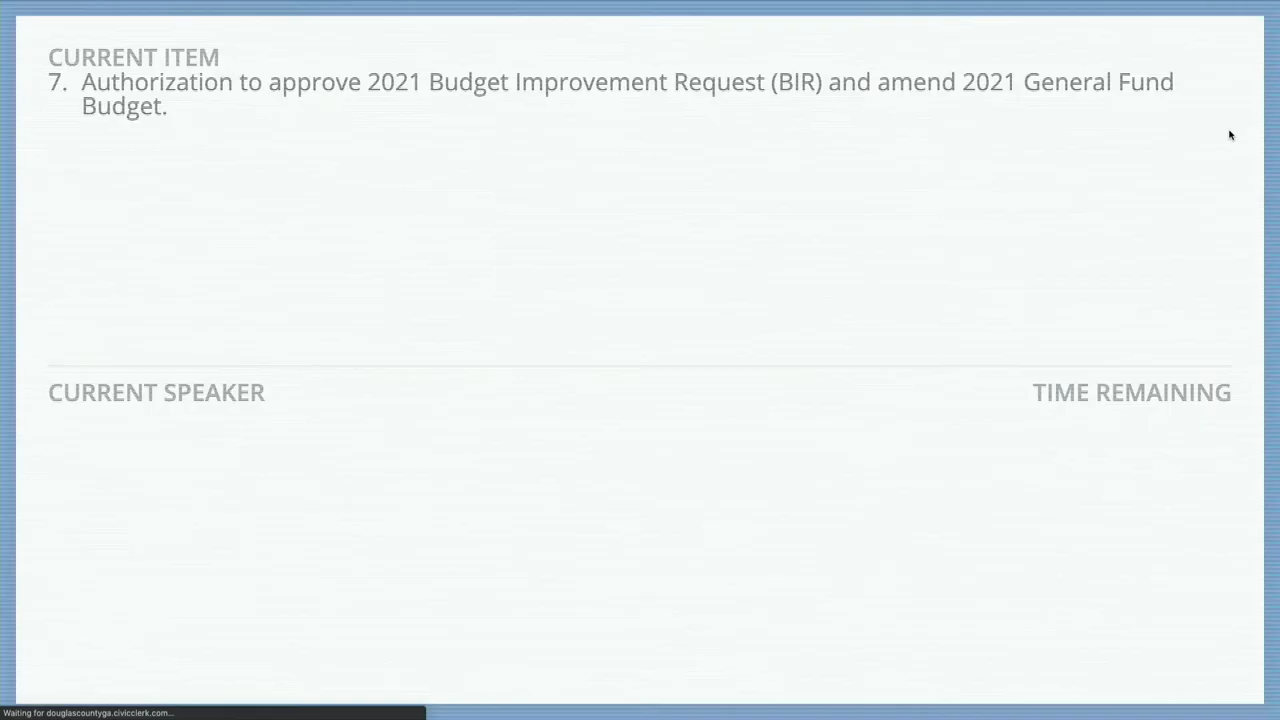 CURRENT ITEM
7. Authorization to approve 2021 Budget Improvement Request (BIR) and amend 2021 General Fund
Budget.
CURRENT SPEAKER
TIME REMAINING
Waiting for douglascountyga.civicclerk.com...